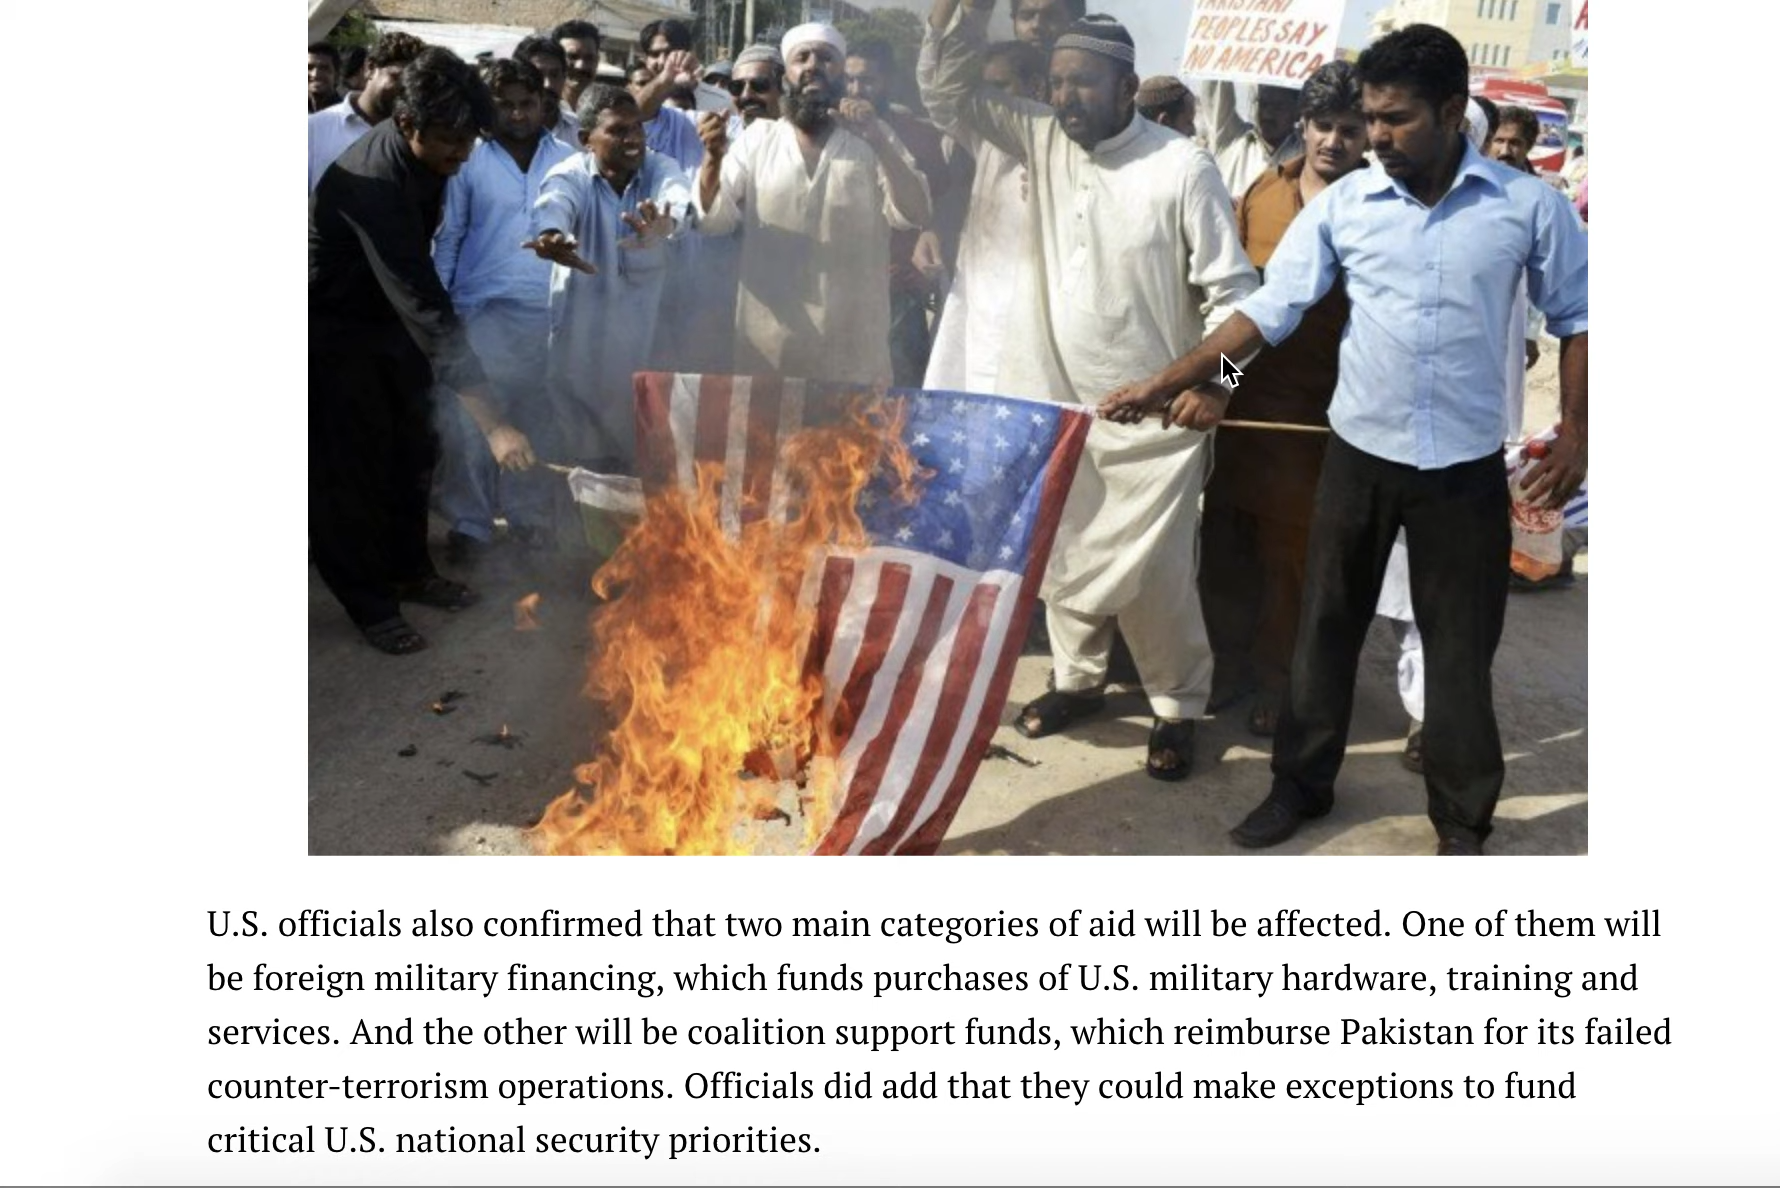 PAKISTANI
PEOPLES SAY
NO AMERICA
U.S. officials also confirmed that two main categories of aid will be affected. One of them will
be foreign military financing, which funds purchases of U.S. military hardware, training and
services. And the other will be coalition support funds, which reimburse Pakistan for its failed
counter-terrorism operations. Officials did add that they could make exceptions to fund
critical U.S. national security priorities.